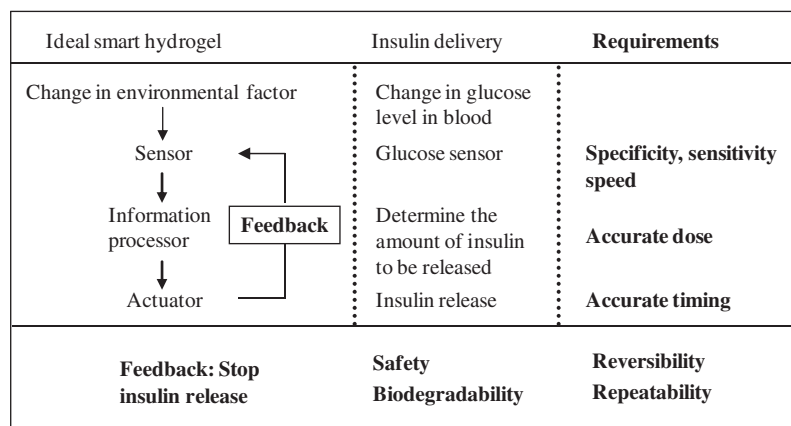 Ideal smart hydrogel
Insulin delivery
Requirements
Change in environmental factor
Change in glucose
level in blood
Sensor
Glucose sensor
Specificity, sensitivity
speed
Information
processor
Feedback
Determine the
amount of insulin
to be released
Accurate dose
Actuator
Insulin release
Accurate timing
Feedback: Stop
insulin release
Safety
Biodegradability
Reversibility
Repeatability